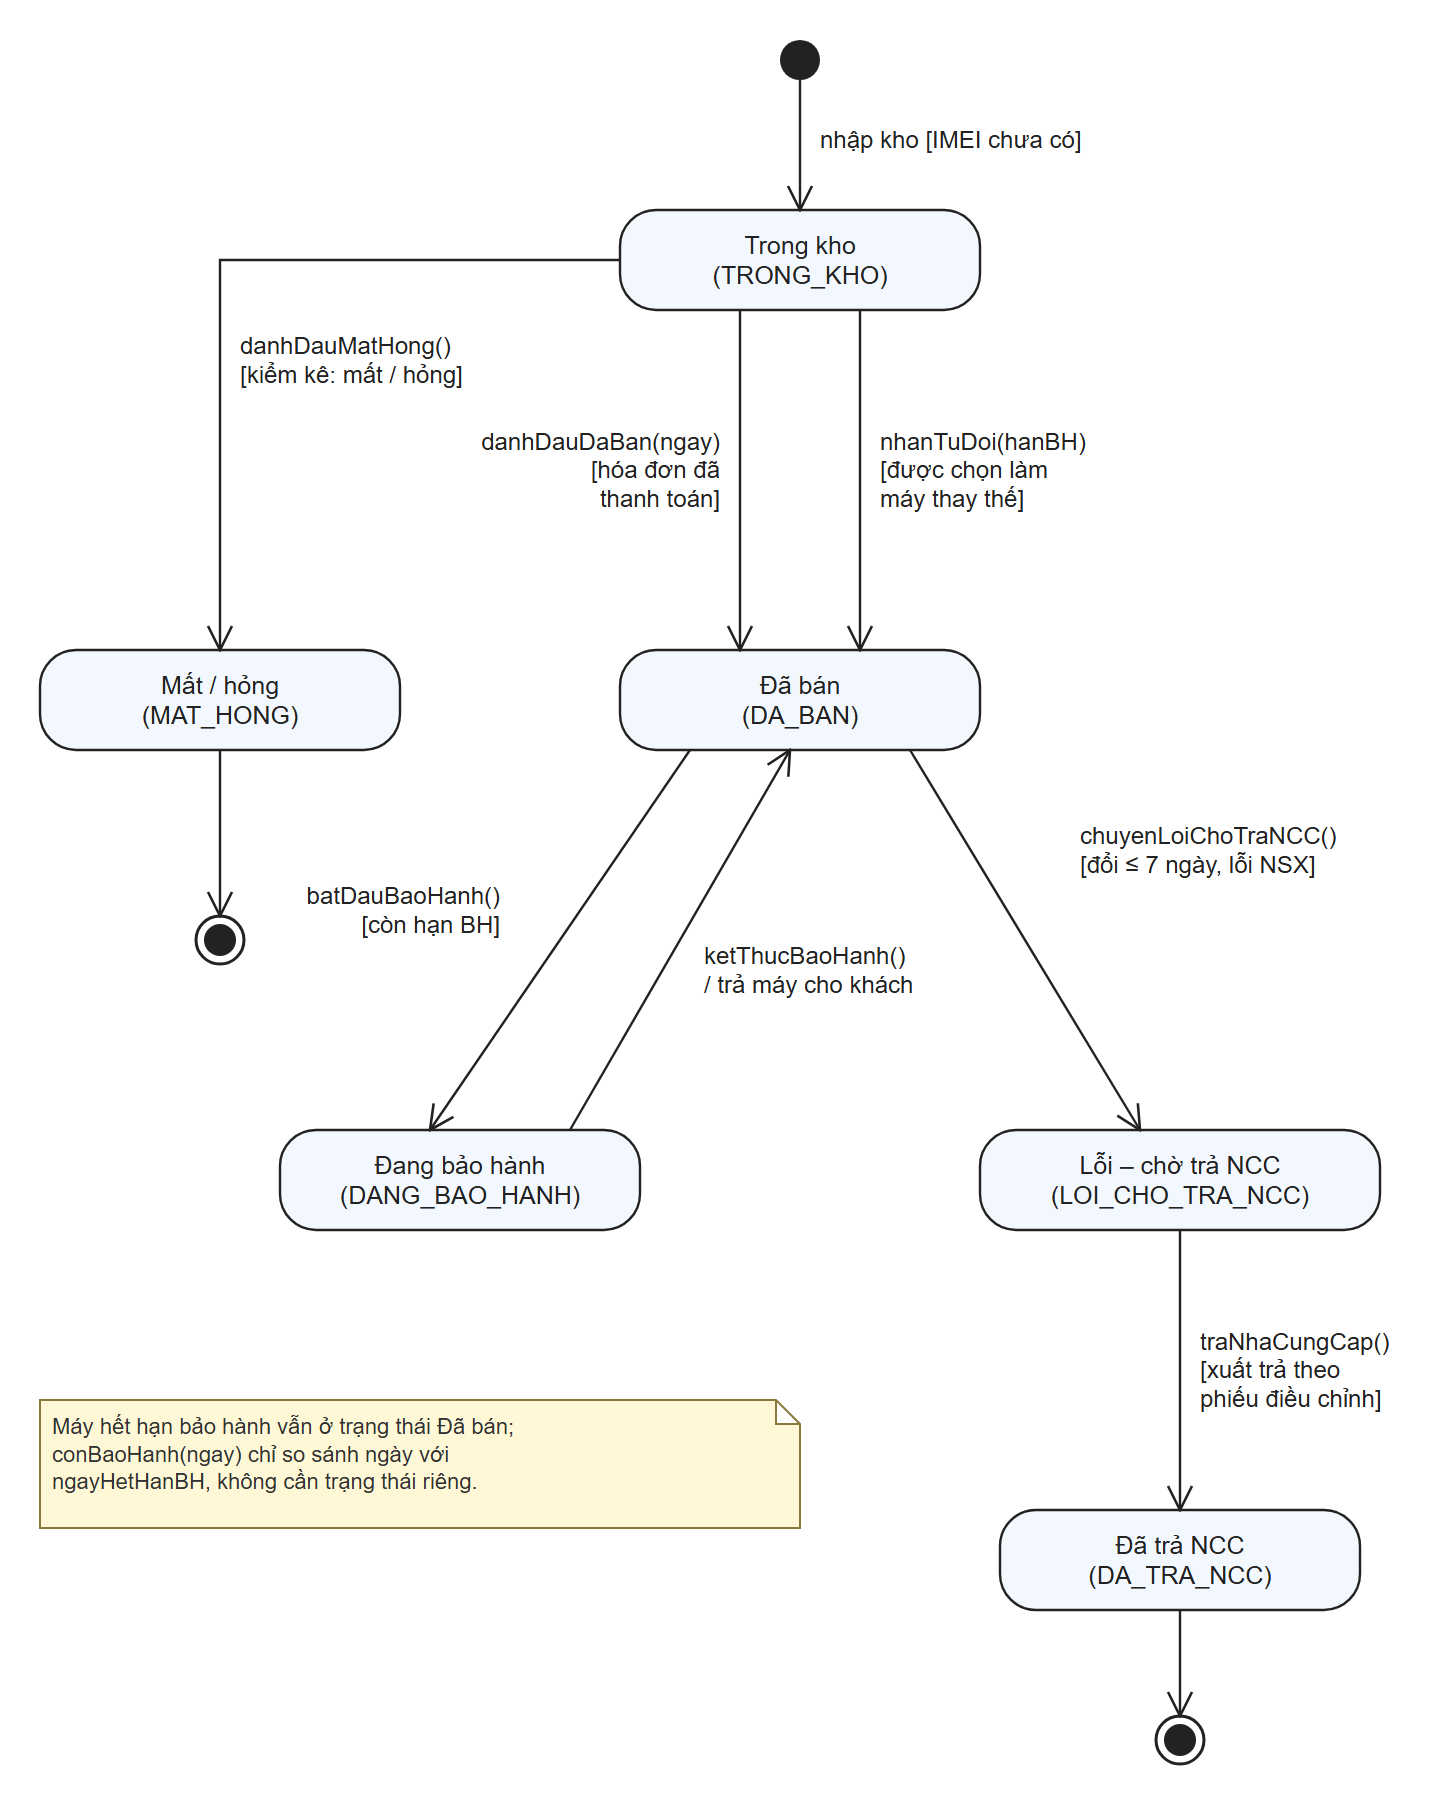 nhập kho [IMEI chưa có]
Trong kho
(TRONG_KHO)
danhDauMatHong()
[kiểm kê: mất / hỏng]
danhDauDaBan(ngay)
[hóa đơn đã
thanh toán]
nhanTuDoi(hanBH)
[được chọn làm
máy thay thế]
Mất / hỏng
(MAT_HONG)
Đã bán
(DA_BAN)
chuyenLoiChoTraNCC()
[đổi ≤ 7 ngày, lỗi NSX]
batDauBaoHanh()
[còn hạn BH]
ketThucBaoHanh()
/ trả máy cho khách
Đang bảo hành
(DANG_BAO_HANH)
Lỗi – chờ trả NCC
(LOI_CHO_TRA_NCC)
traNhaCungCap()
[xuất trả theo
phiếu điều chỉnh]
Máy hết hạn bảo hành vẫn ở trạng thái Đã bán;
conBaoHanh(ngay) chỉ so sánh ngày với
ngayHetHanBH, không cần trạng thái riêng.
Đã trả NCC
(DA_TRA_NCC)